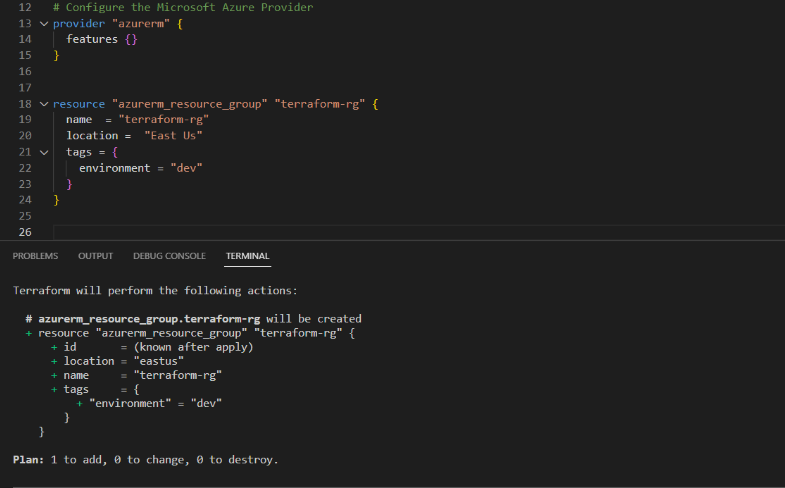 12 # Configure the Microsoft Azure Provider
13 provider "azurerm" {
14 features {}
15 }
16
17
18 resource "azurerm_resource_group" "terraform-rg" {
19 name = "terraform-rg"
20 location = "East Us"
21 tags = {
22 environment = "dev"
23 }
24 }
25
26
PROBLEMS OUTPUT DEBUG CONSOLE TERMINAL
Terraform will perform the following actions:
# azurerm_resource_group.terraform-rg will be created
+ resource "azurerm_resource_group" "terraform-rg" {
+ id = (known after apply)
+ location = "eastus"
+ name = "terraform-rg"
+ tags = {
+ "environment" = "dev"
}
}
Plan: 1 to add, 0 to change, 0 to destroy.